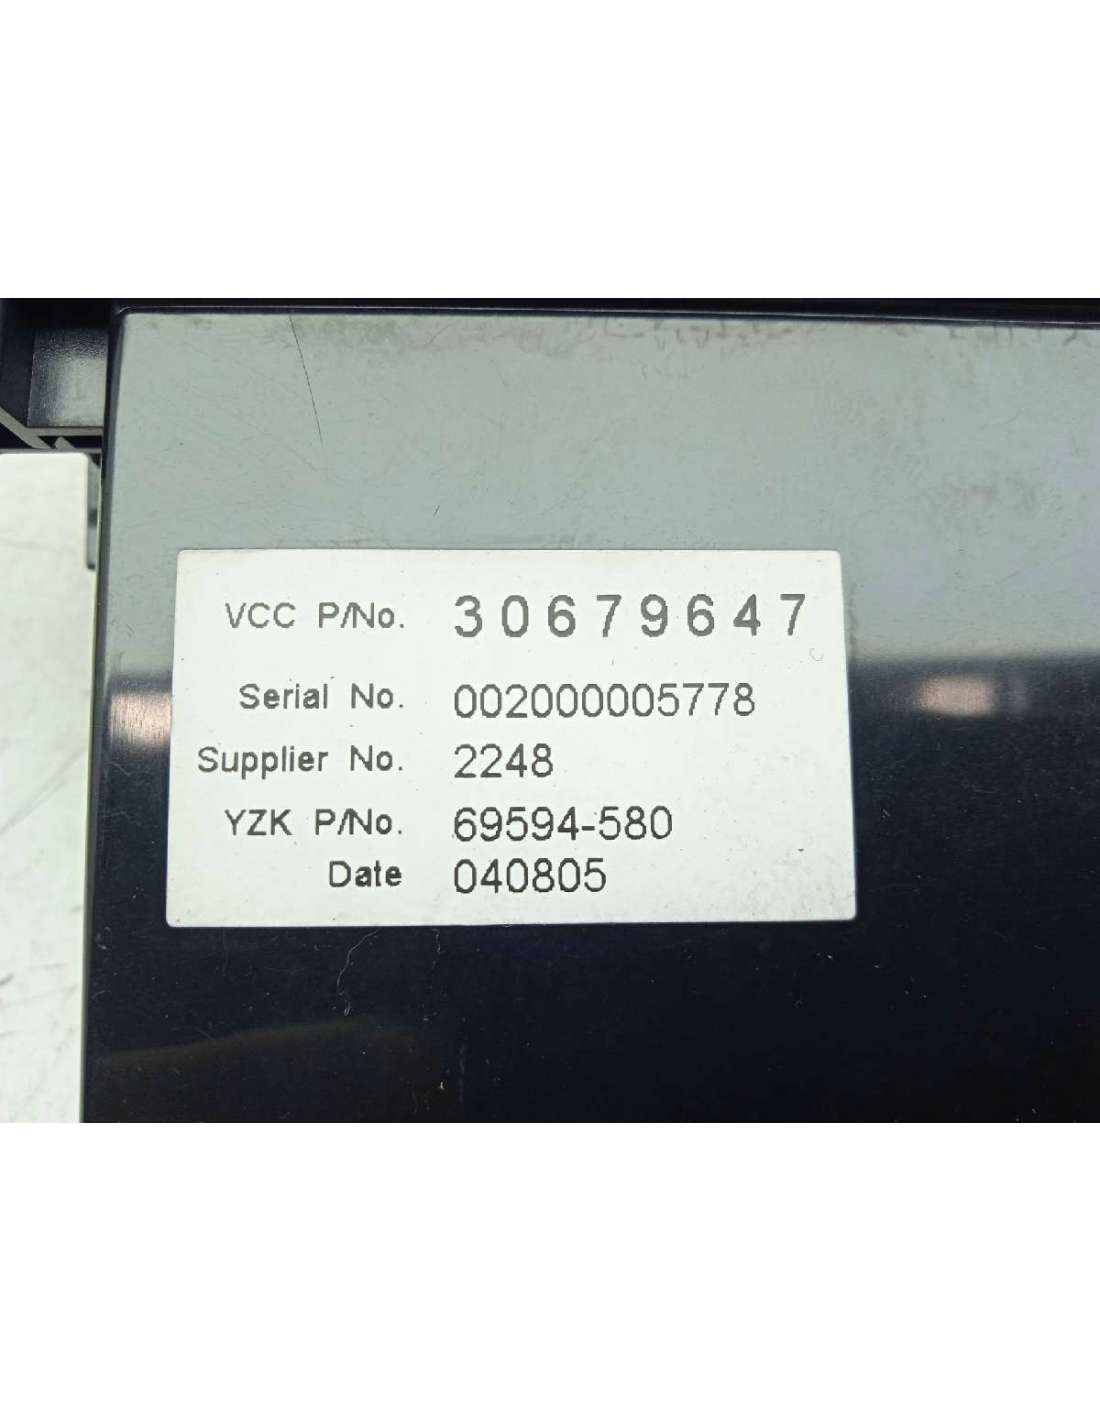 VCC P/No. 30679647
Serial No. 002000005778
Supplier No. 2248
YZK P/No. 69594-580
Date 040805